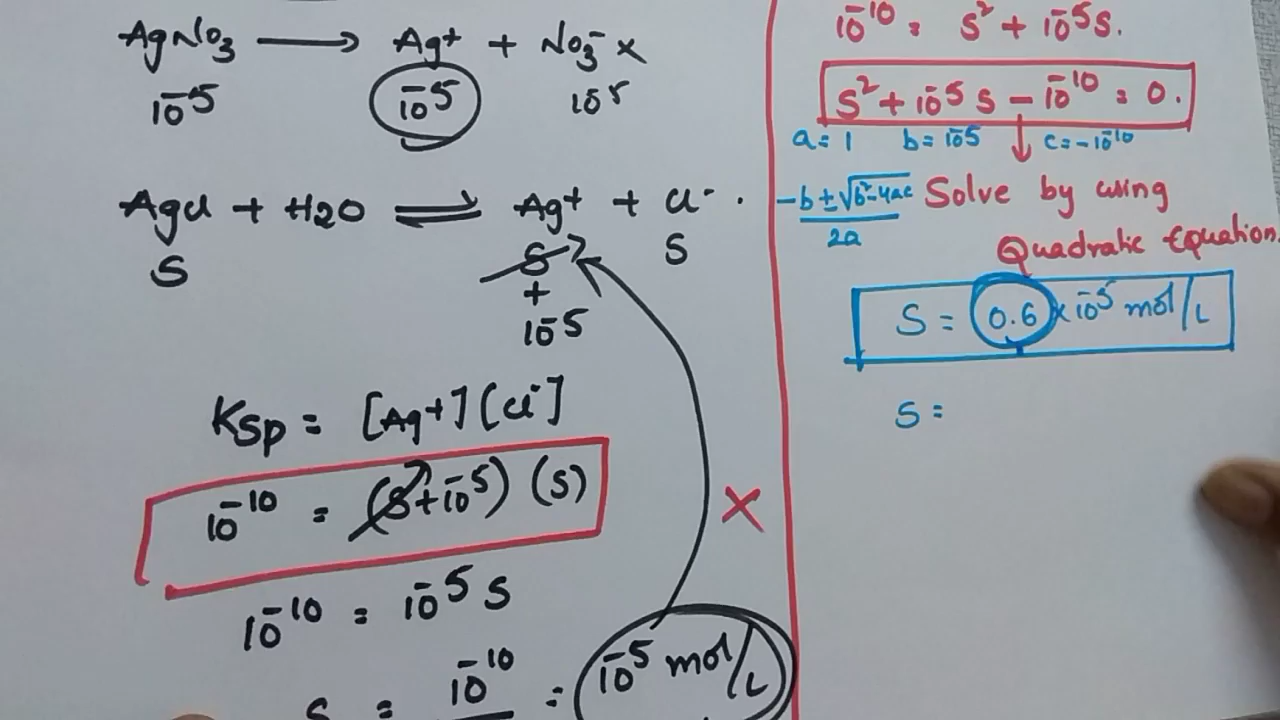 AgNO3 ⟶ Ag+ + NO3⁻ x
10⁻⁵ 10⁻⁵ 10⁻⁵
AgCl + H2O ⇌ Ag+ + Cl⁻.
S S S
+
10⁻⁵
Ksp = [Ag+] [Cl⁻]
10⁻¹⁰ = (S+10⁻⁵) (S)
10⁻¹⁰ = 10⁻⁵ S
S = 10⁻¹⁰ = 10⁻⁵ mol/L
X
10⁻¹⁰ = S² + 10⁻⁵ S.
S² + 10⁻⁵ S − 10⁻¹⁰ = 0.
a = 1 b = 10⁻⁵ c = −10⁻¹⁰
−b ± √b²−4ac
2a
Solve by using
Quadratic Equation.
S = 0.6 × 10⁻⁵ mol/L
S =